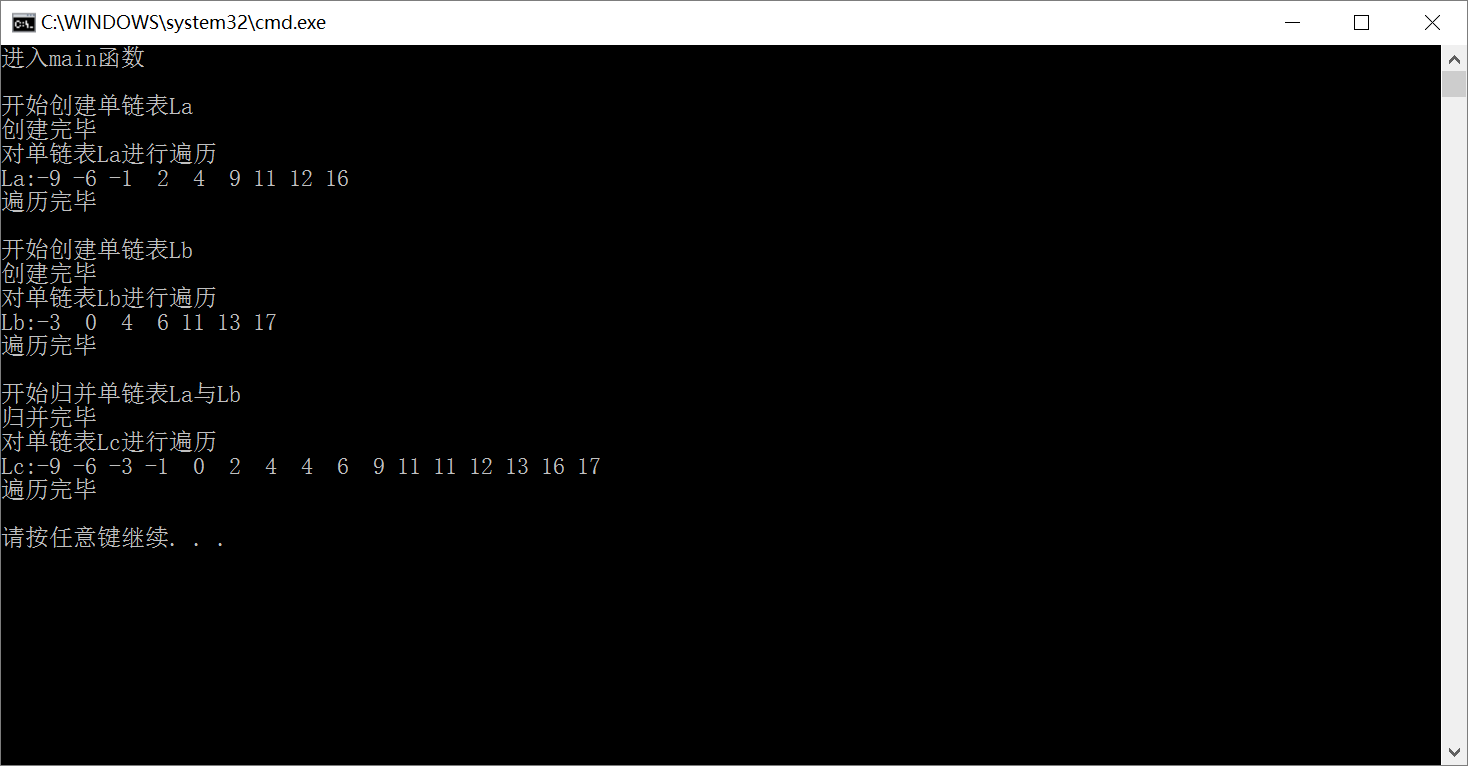 C:\WINDOWS\system32\cmd.exe
进入main函数
开始创建单链表La
创建完毕
对单链表La进行遍历
La:-9 -6 -1  2  4  9 11 12 16
遍历完毕
开始创建单链表Lb
创建完毕
对单链表Lb进行遍历
Lb:-3  0  4  6 11 13 17
遍历完毕
开始归并单链表La与Lb
归并完毕
对单链表Lc进行遍历
Lc:-9 -6 -3 -1  0  2  4  4  6  9 11 11 12 13 16 17
遍历完毕
请按任意键继续. . .